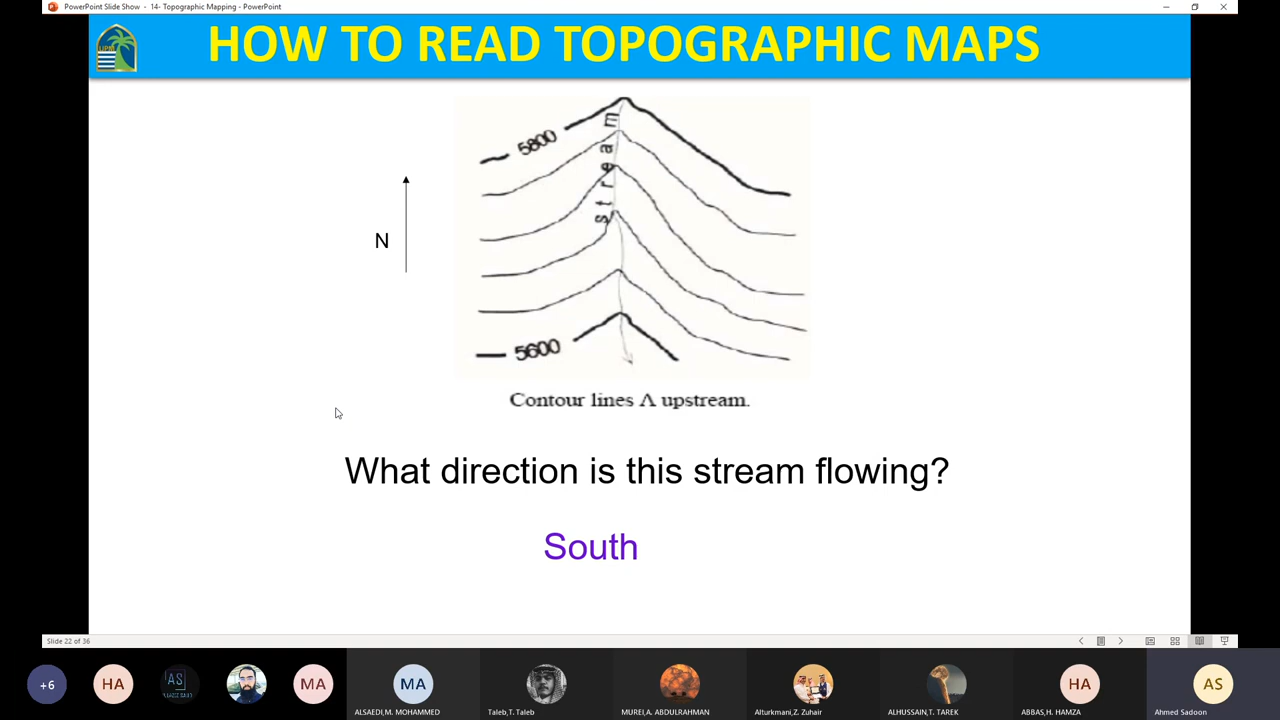 PowerPoint Slide Show - 14- Topographic Mapping - PowerPoint
HOW TO READ TOPOGRAPHIC MAPS
5800
stream
N
5600
Contour lines Λ upstream.
What direction is this stream flowing?
South
Slide 22 of 36
+6
HA
AS
MA
MA
HA
AS
ALSAEDI,M. MOHAMMED
Taleb,T. Taleb
MUREI,A. ABDULRAHMAN
Alturkmani,Z. Zuhair
ALHUSSAIN,T. TAREK
ABBAS,H. HAMZA
Ahmed Sadoon